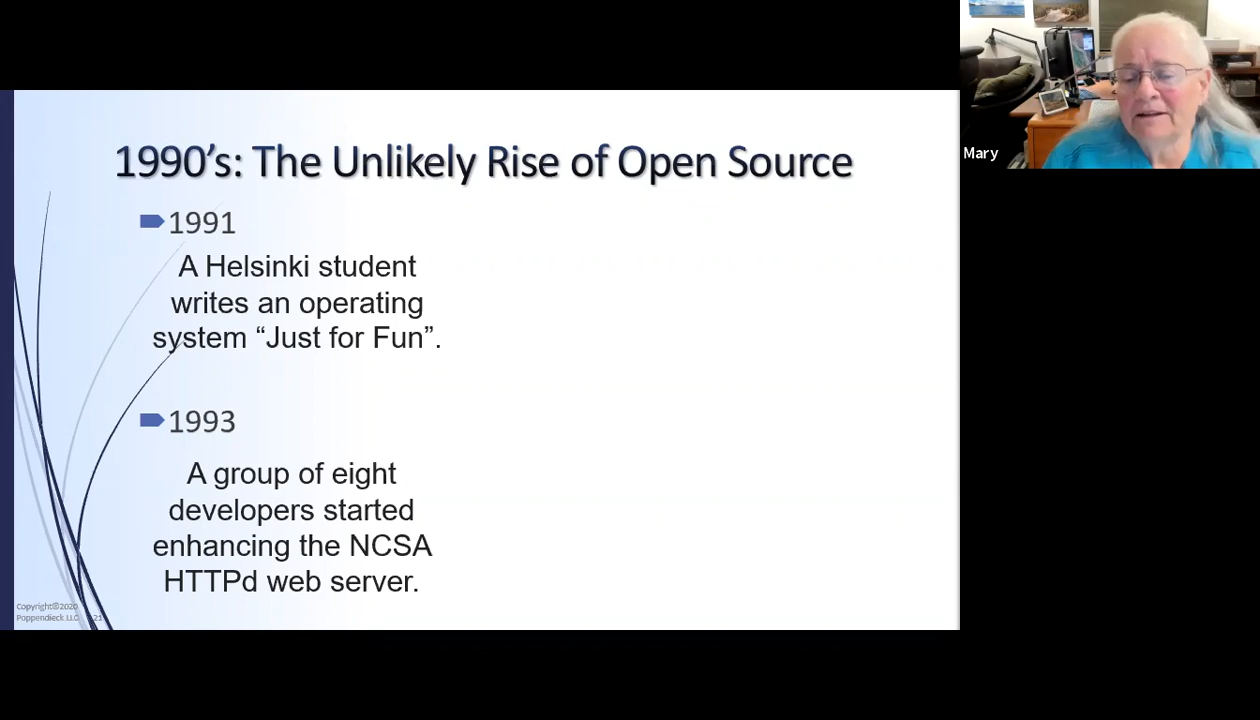 1990's: The Unlikely Rise of Open Source
1991
A Helsinki student
writes an operating
system “Just for Fun”.
1993
A group of eight
developers started
enhancing the NCSA
HTTPd web server.
Copyright©2020
Poppendieck LLC 21
Mary